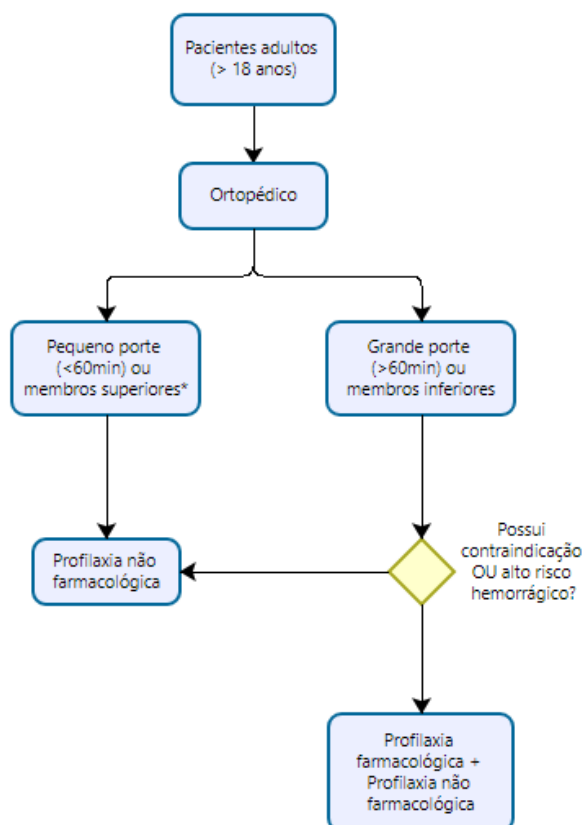 Pacientes adultos
(> 18 anos)
Ortopédico
Pequeno porte
(<60min) ou
membros superiores*
Grande porte
(>60min) ou
membros inferiores
Profilaxia não
farmacológica
Possui
contraindicação
OU alto risco
hemorrágico?
Profilaxia
farmacológica +
Profilaxia não
farmacológica